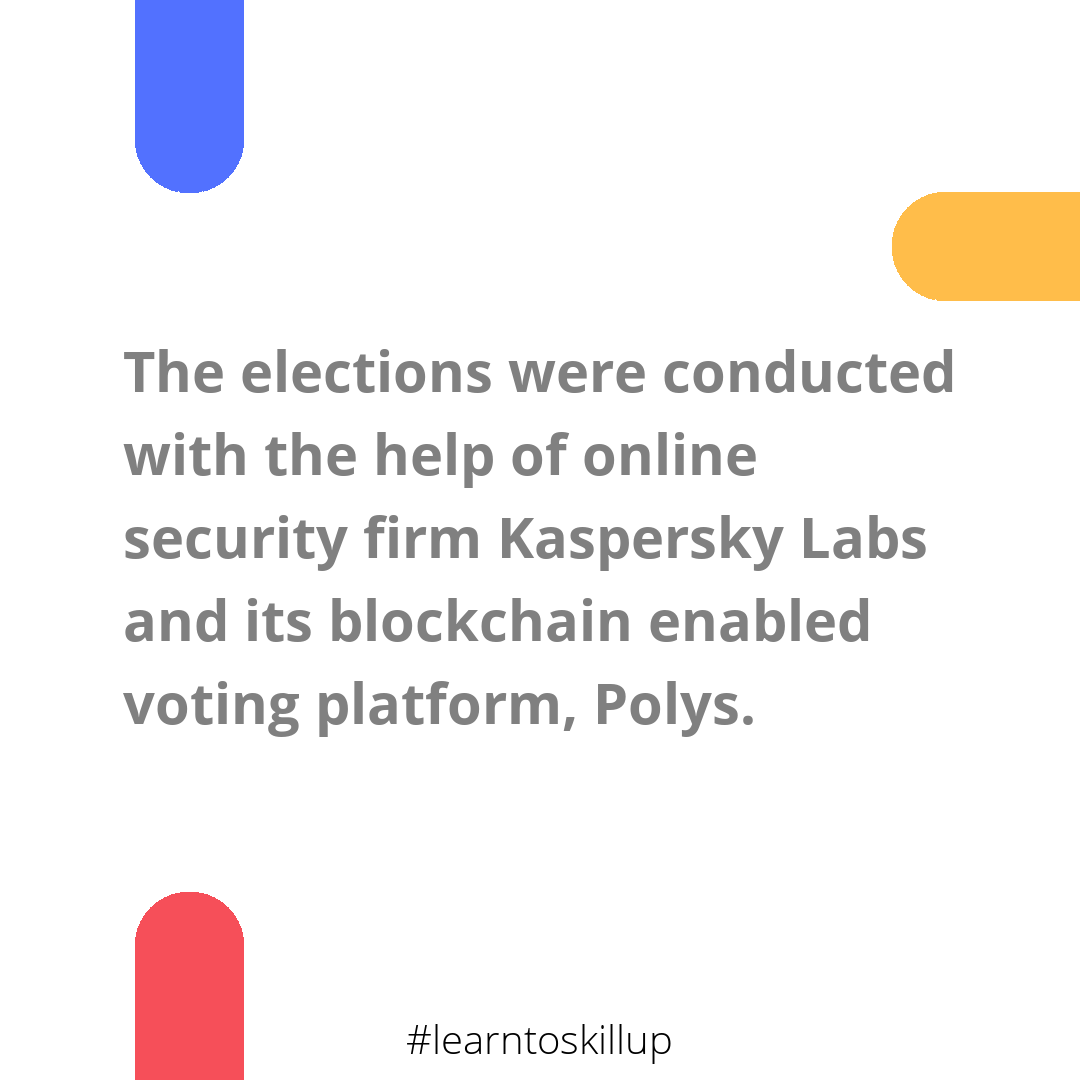 The elections were conducted
with the help of online
security firm Kaspersky Labs
and its blockchain enabled
voting platform, Polys.
#learntoskillup